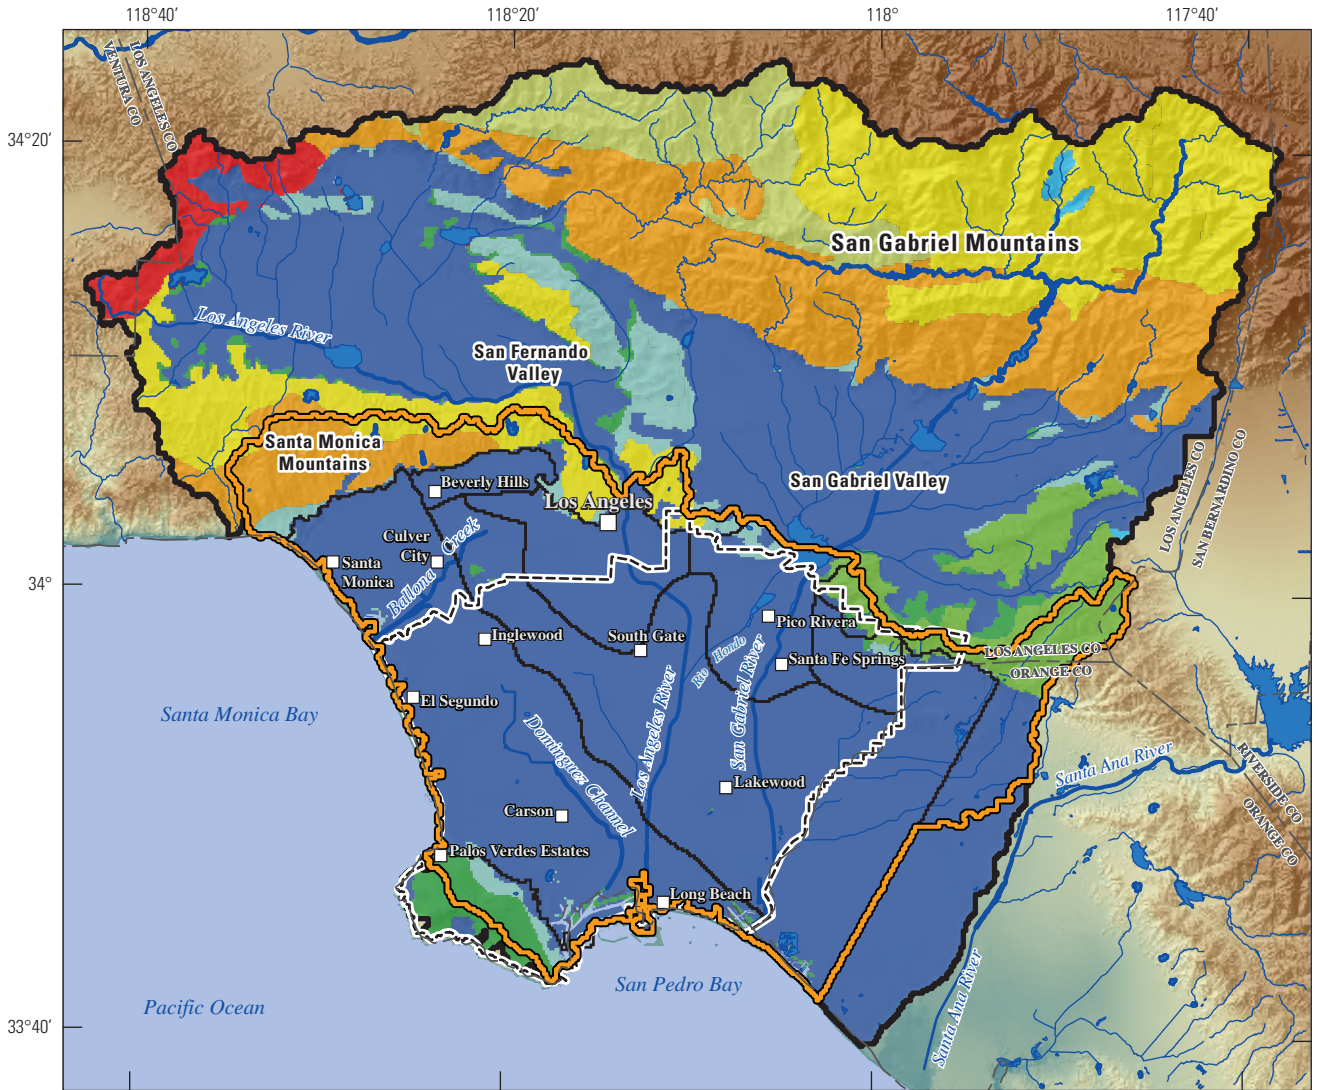 118°40′
118°20′
118°
117°40′
LOS ANGELES CO
VENTURA CO
34°20′
San Gabriel Mountains
Los Angeles River
San Fernando
Valley
Santa Monica
Mountains
Beverly Hills
San Gabriel Valley
Los Angeles
LOS ANGELES CO
SAN BERNARDINO CO
Culver
City
Ballona Creek
Santa
Monica
34°
Inglewood
South Gate
Pico Rivera
Rio Hondo
Santa Fe Springs
LOS ANGELES CO
ORANGE CO
El Segundo
Santa Monica Bay
Dominguez Channel
Los Angeles River
San Gabriel River
Santa Ana River
RIVERSIDE CO
ORANGE CO
Lakewood
Carson
Palos Verdes Estates
Long Beach
San Pedro Bay
Pacific Ocean
Santa Ana River
33°40′